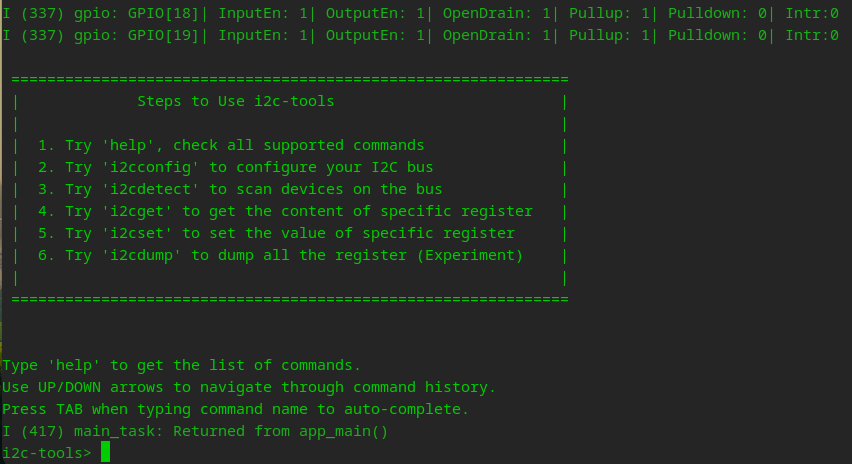 I (337) gpio: GPIO[18]| InputEn: 1| OutputEn: 1| OpenDrain: 1| Pullup: 1| Pulldown: 0| Intr:0
I (337) gpio: GPIO[19]| InputEn: 1| OutputEn: 1| OpenDrain: 1| Pullup: 1| Pulldown: 0| Intr:0
==============================================================
| Steps to Use i2c-tools |
| |
| 1. Try 'help', check all supported commands |
| 2. Try 'i2cconfig' to configure your I2C bus |
| 3. Try 'i2cdetect' to scan devices on the bus |
| 4. Try 'i2cget' to get the content of specific register |
| 5. Try 'i2cset' to set the value of specific register |
| 6. Try 'i2cdump' to dump all the register (Experiment) |
| |
==============================================================
Type 'help' to get the list of commands.
Use UP/DOWN arrows to navigate through command history.
Press TAB when typing command name to auto-complete.
I (417) main_task: Returned from app_main()
i2c-tools>